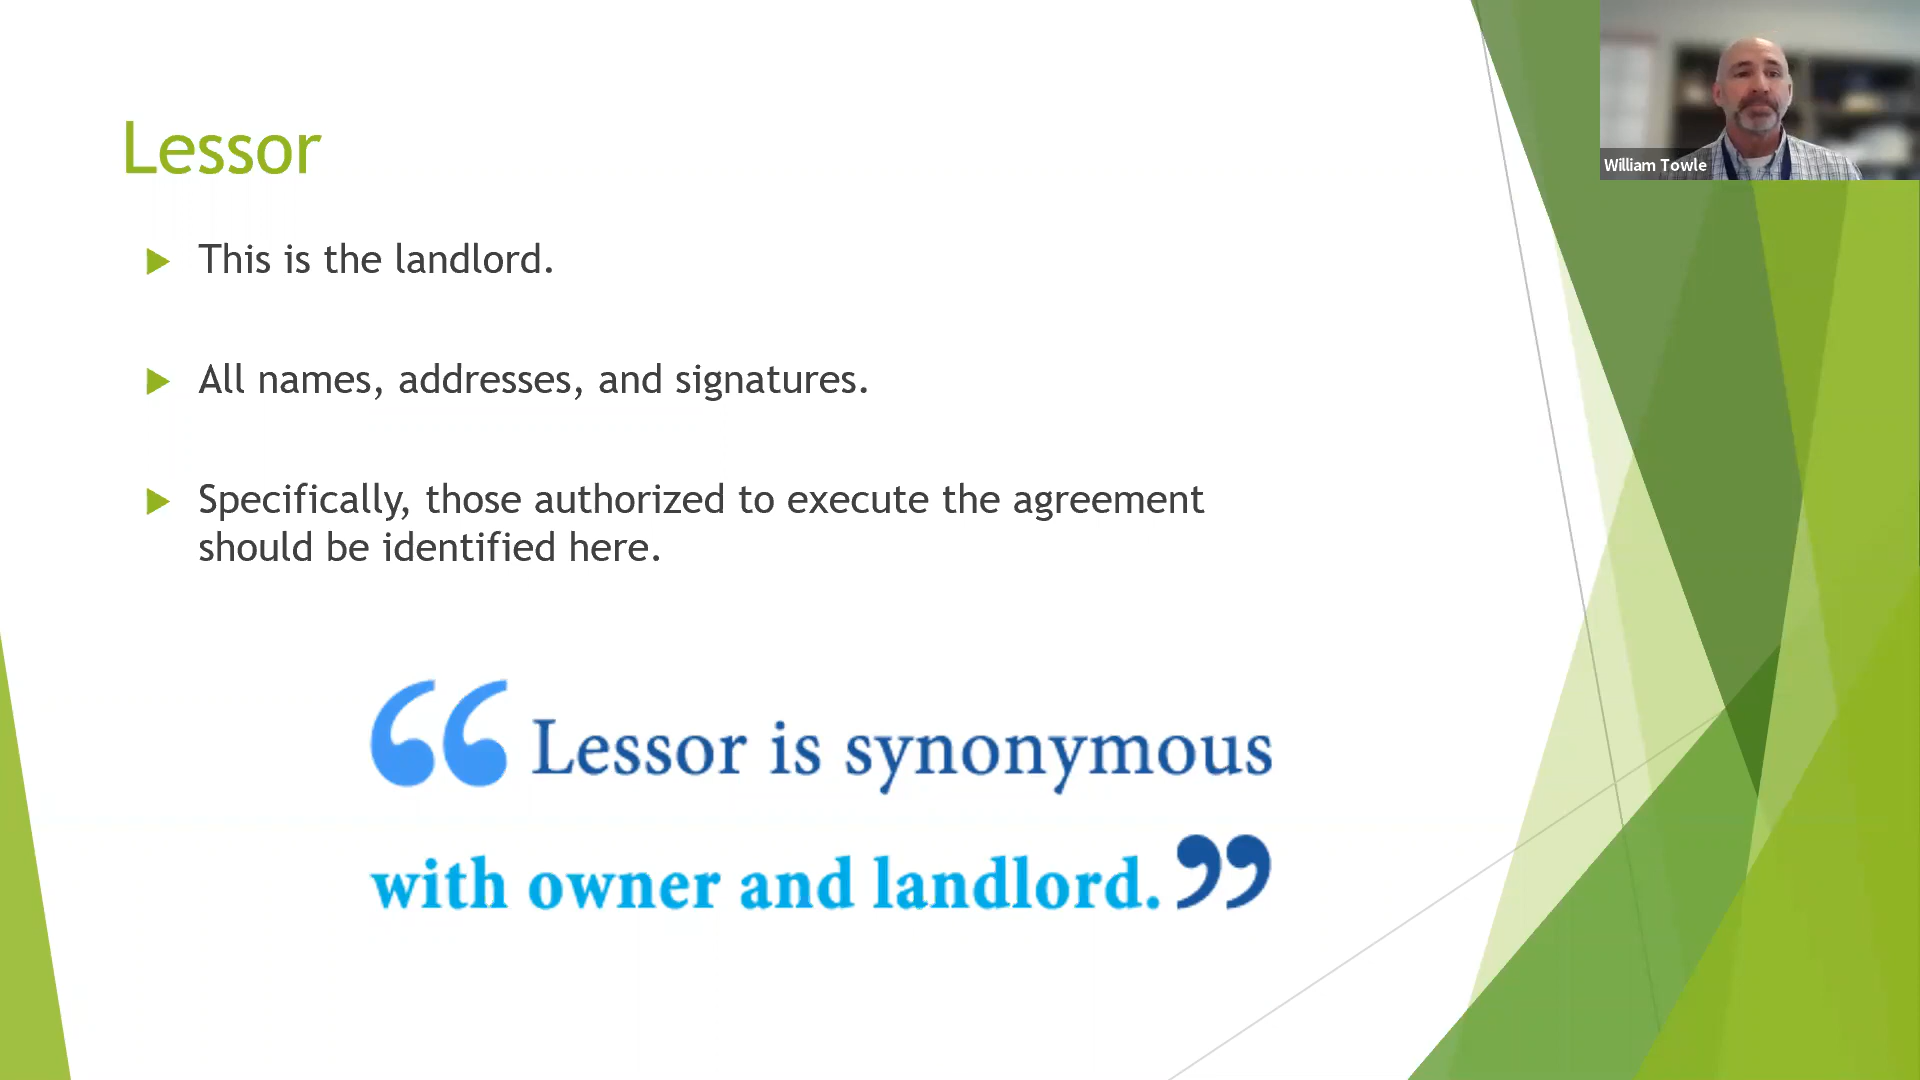 Lessor
This is the landlord.
All names, addresses, and signatures.
Specifically, those authorized to execute the agreement
should be identified here.
“Lessor is synonymous
with owner and landlord.”
William Towle